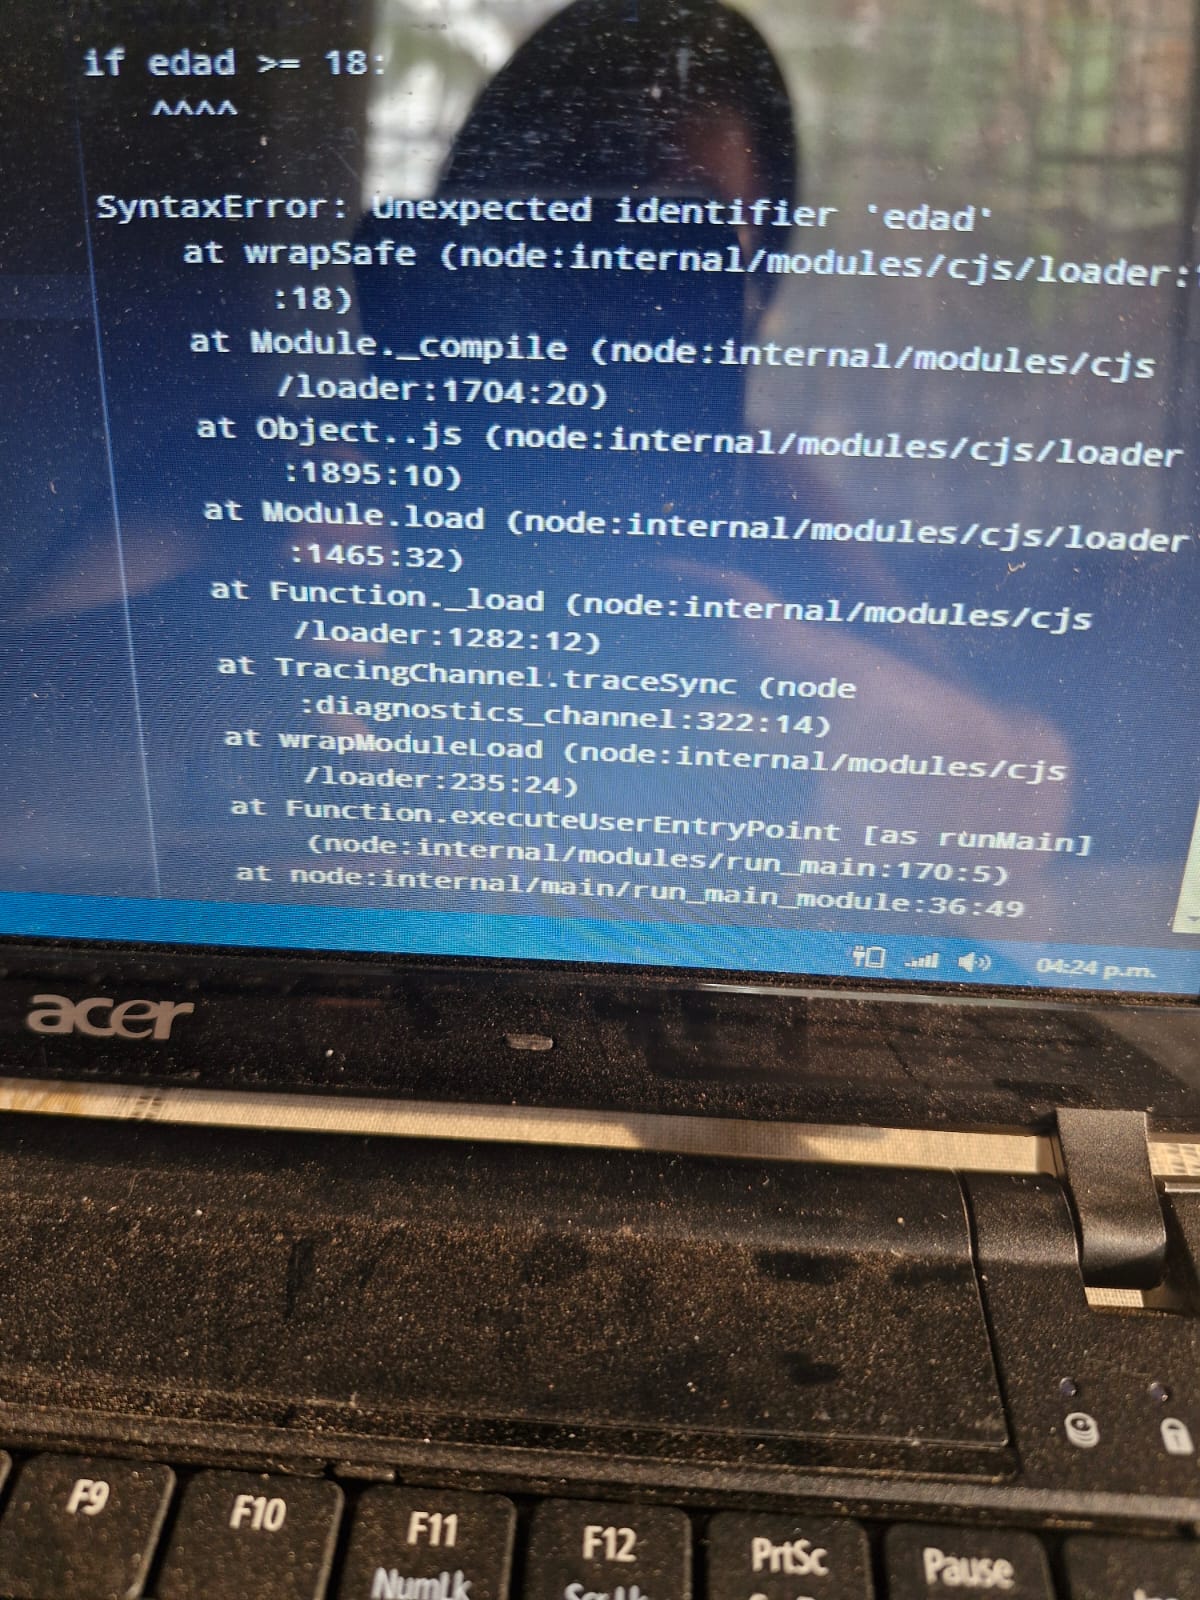 if edad >= 18:
^^^^
SyntaxError: Unexpected identifier 'edad'
at wrapSafe (node:internal/modules/cjs/loader:
:18)
at Module._compile (node:internal/modules/cjs
/loader:1704:20)
at Object..js (node:internal/modules/cjs/loader
:1895:10)
at Module.load (node:internal/modules/cjs/loader
:1465:32)
at Function._load (node:internal/modules/cjs
/loader:1282:12)
at TracingChannel.traceSync (node
:diagnostics_channel:322:14)
at wrapModuleLoad (node:internal/modules/cjs
/loader:235:24)
at Function.executeUserEntryPoint [as runMain]
(node:internal/modules/run_main:170:5)
at node:internal/main/run_main_module:36:49
04:24 p.m.
acer
F9
F10
F11
F12
PrtSc
Pause
NumLk